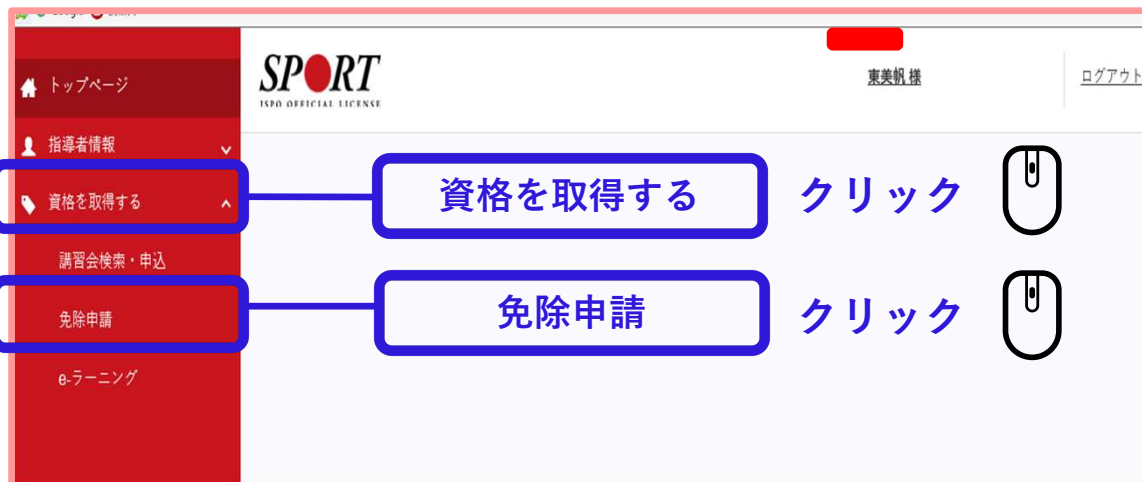 トップページ
指導者情報
資格を取得する
講習会検索・申込
免除申請
e-ラーニング
SPORT
ISPO OFFICIAL LICENSE
東美帆 様
ログアウト
資格を取得する
クリック
免除申請
クリック